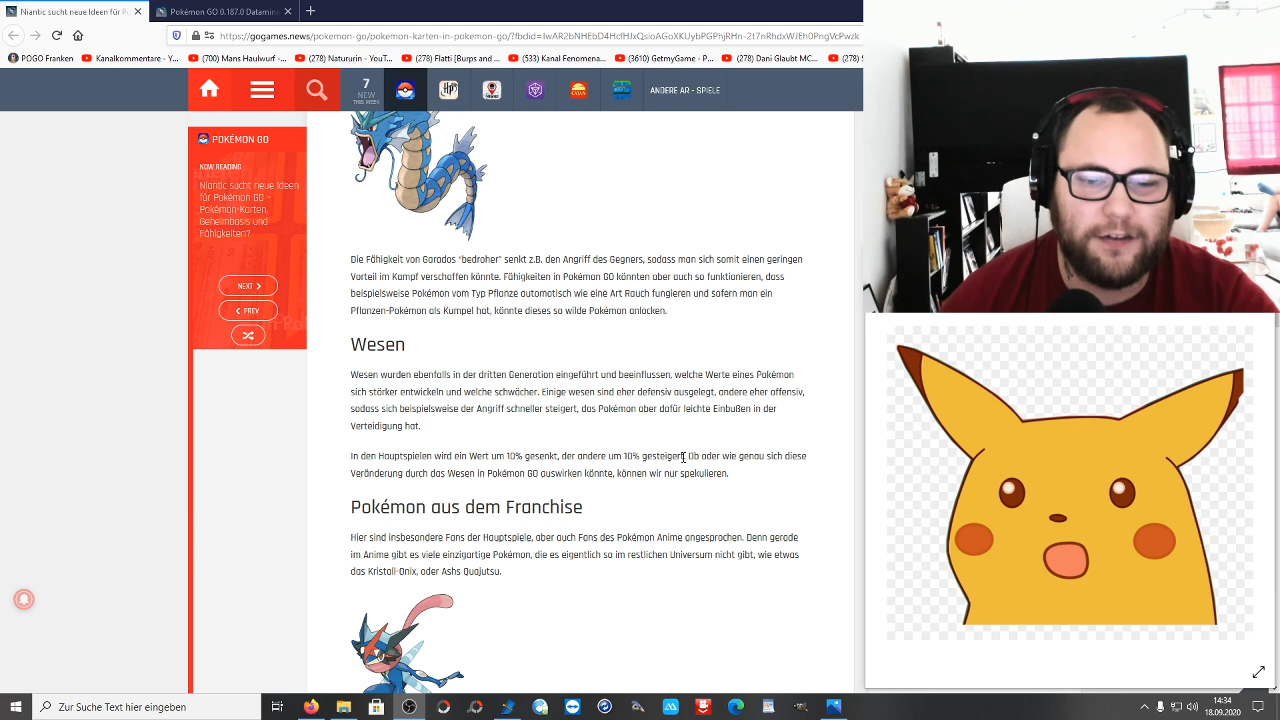 Niantic sucht neue Ideen für Po
Pokémon GO 0.187.0 Datamine
https://gogames.news/pokemon-go/pokemon-karten-in-pokemon-go/
POGO Franken
Kanalkommentare - Y...
(700) Mans Haulwurf -...
(278) Natururin - YouT...
(278) Flatti [Burps and ...
(533) Kanal Fenomenal...
(3610) GetmyGame - P...
(278) Dani Glaubt MC...
7
NEW
THIS WEEK
HP
CATAN
ANDERE AR - SPIELE
POKÉMON GO
NOW READING
Niantic sucht neue Ideen
für Pokémon GO –
Pokémon-Karten,
Geheimbasis und
Fähigkeiten?
NEXT
PREV
Die Fähigkeit von Garados "bedroher" senkt z.B. den Angriff des Gegners, sodass man sich somit einen geringen
Vorteil im Kampf verschaffen könnte. Fähigkeiten in Pokémon GO könnten aber auch so funktionieren, dass
beispielsweise Pokémon vom Typ Pflanze automatisch wie eine Art Rauch fungieren und sofern man ein
Pflanzen-Pokémon als Kumpel hat, könnte dieses so wilde Pokémon anlocken.
Wesen
Wesen wurden ebenfalls in der dritten Generation eingeführt und beeinflussen, welche Werte eines Pokémon
sich stärker entwickeln und welche schwächer. Einige wesen sind eher defensiv ausgelegt, andere eher offensiv,
sodass sich beispielsweise der Angriff schneller steigert, das Pokémon aber dafür leichte Einbußen in der
Verteidigung hat.
In den Hauptspielen wird ein Wert um 10% gesenkt, der andere um 10% gesteigert. Ob oder wie genau sich diese
Veränderung durch das Wesen in Pokémon GO auswirken könnte, können wir nur spekulieren.
Pokémon aus dem Franchise
Hier sind insbesondere Fans der Hauptspiele, aber auch Fans des Pokémon Anime angesprochen. Denn gerade
im Anime gibt es viele einzigartige Pokémon, die es eigentlich so im restlichen Universum nicht gibt, wie etwas
das Kristall-Onix, oder Ashs Quajutsu.
Zur Suche Text hier eingeben
14:34
18.09.2020